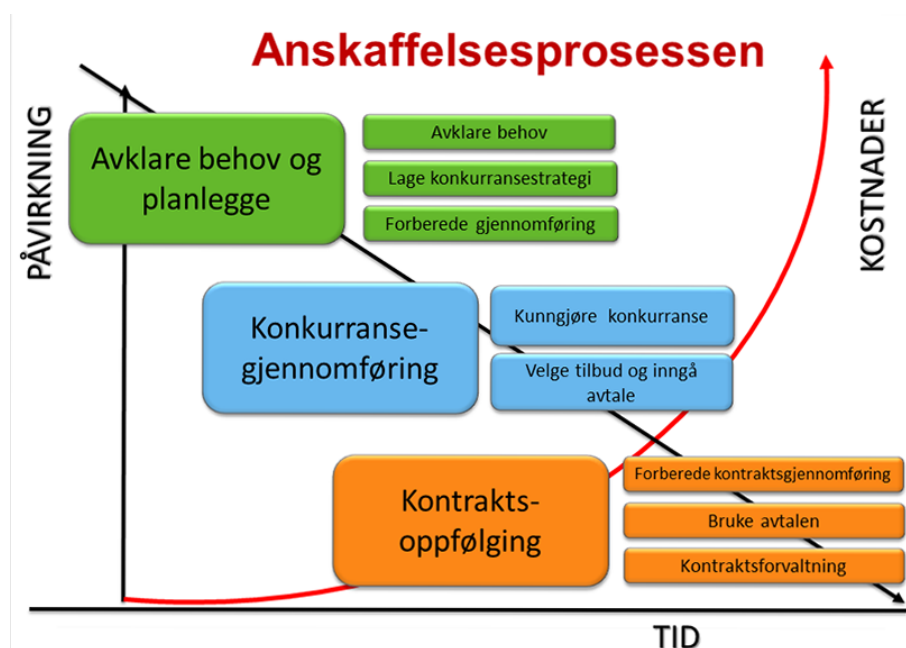 Anskaffelsesprosessen
PÅVIRKNING
KOSTNADER
Avklare behov og
planlegge
Avklare behov
Lage konkurransestrategi
Forberede gjennomføring
Konkurranse-
gjennomføring
Kunngjøre konkurranse
Velge tilbud og inngå
avtale
Kontrakts-
oppfølging
Forberede kontraktsgjennomføring
Bruke avtalen
Kontraktsforvaltning
TID